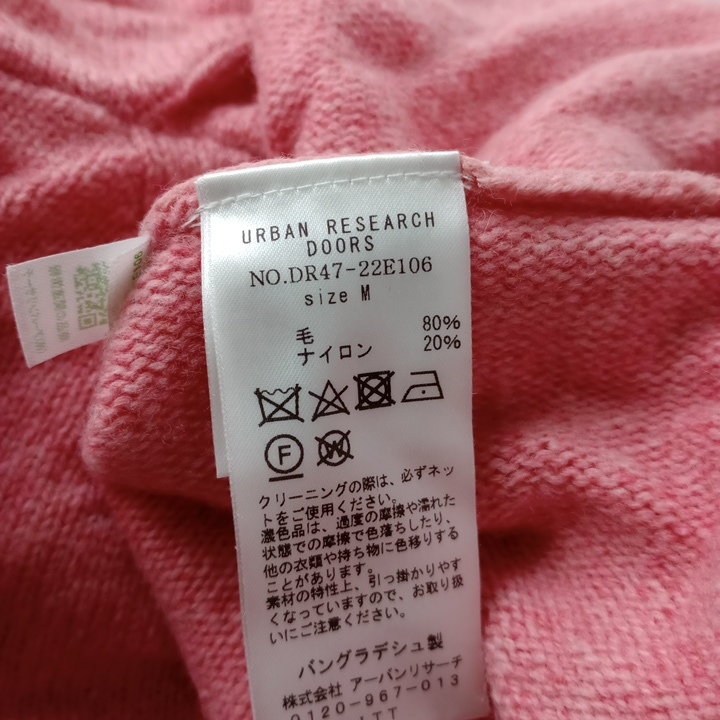 URBAN RESEARCH
DOORS
NO.DR47-22E106
size M
毛 80%
ナイロン 20%
F
W
クリーニングの際は、必ずネッ
トをご使用ください。
濃色品は、過度の摩擦や濡れた
状態での摩擦で色落ちしたり、
他の衣類や持ち物に色移りする
ことがあります。
素材の特性上、引っ掛かりやす
くなっていますので、お取り扱
いにご注意ください。
バングラデシュ製
株式会社 アーバンリサーチ
0120-967-013